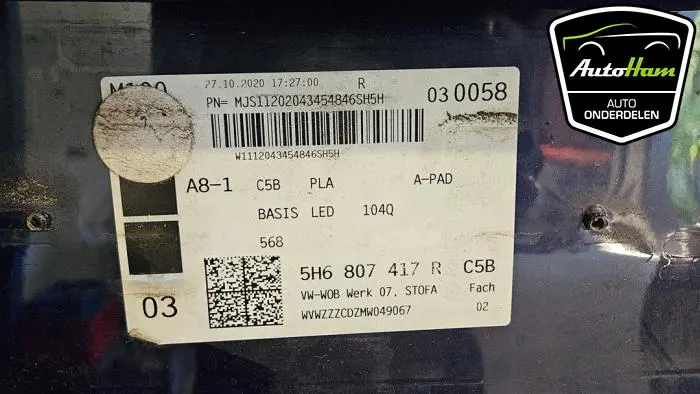 27.10.2020 17:27:00 R
PN= MJS11202043454846SH5H
03 0058
W1112043454846SH5H
A8-1 C5B PLA A-PAD
BASIS LED 104Q
568
5H6 807 417 R C5B
VW-WOB Werk 07, STOFA Fach
03 WVWZZZCDZMW049067 02
AutoHam
AUTO
ONDERDELEN